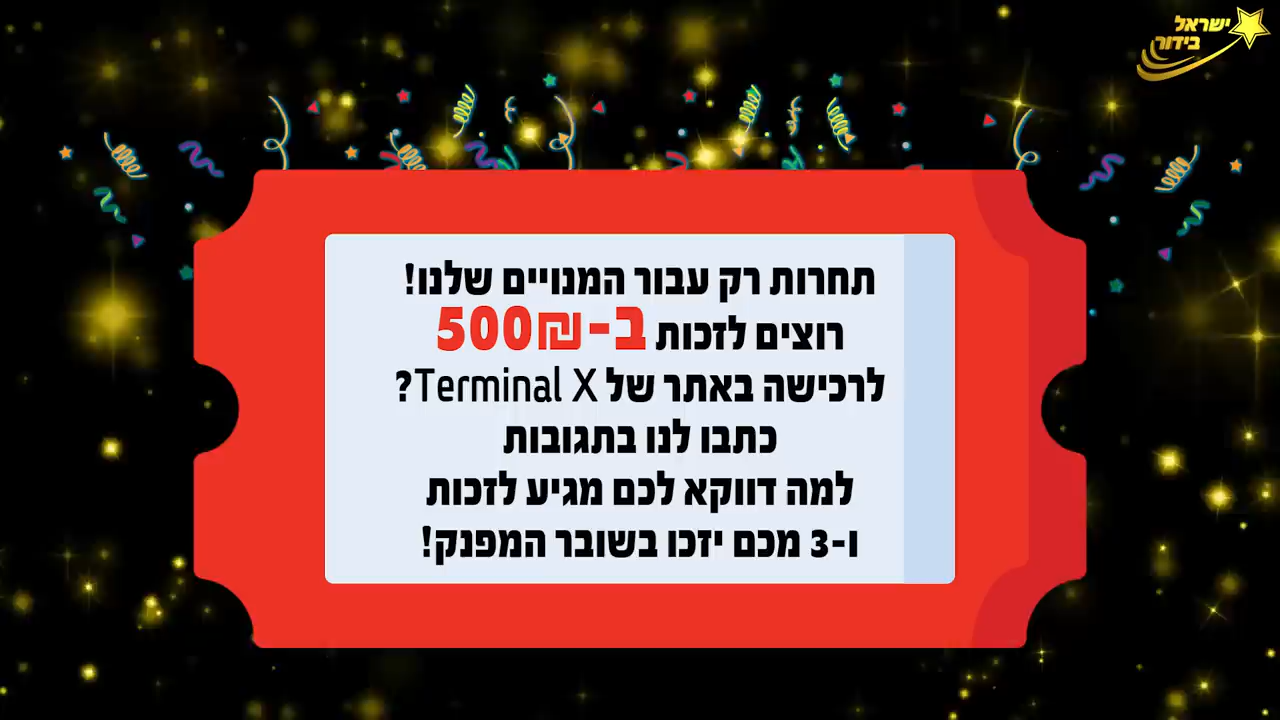 ישראל
בידור
תחרות רק עבור המנויים שלנו!
רוצים לזכות ב-₪500
לרכישה באתר של Terminal X?
כתבו לנו בתגובות
למה דווקא לכם מגיע לזכות
ו-3 מכם יזכו בשובר המפנק!